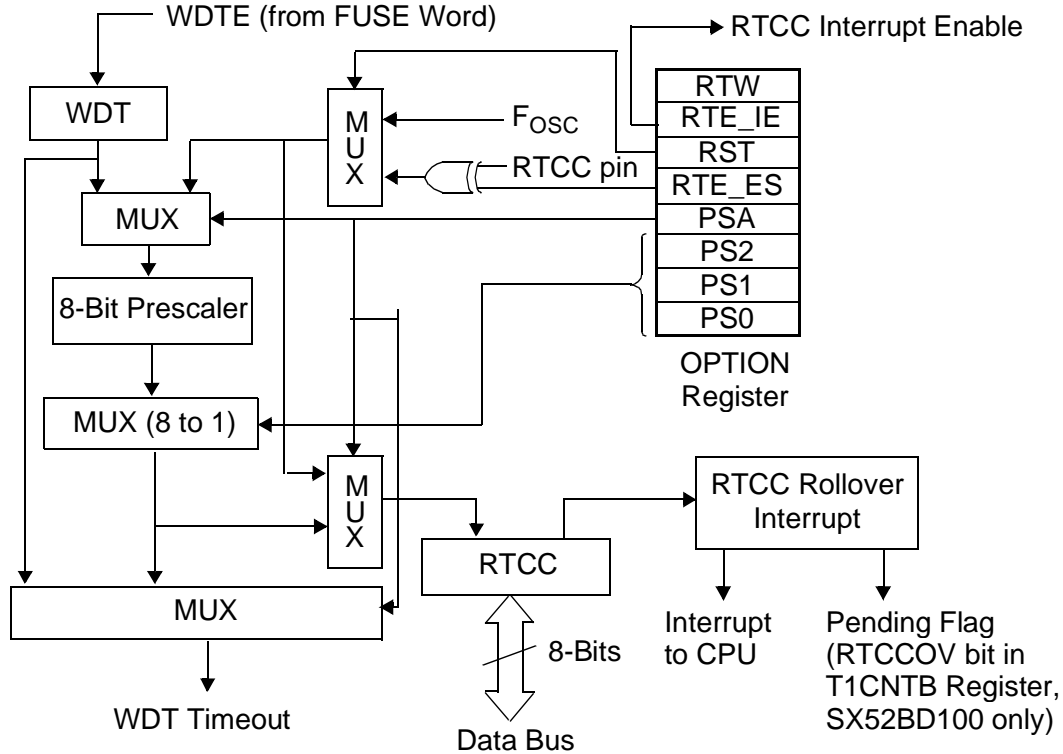 WDTE (from FUSE Word)
RTCC Interrupt Enable
WDT
M
U
X
FOSC
RTCC pin
RTW
RTE_IE
RST
RTE_ES
PSA
PS2
PS1
PS0
OPTION
Register
MUX
8-Bit Prescaler
MUX (8 to 1)
M
U
X
RTCC
RTCC Rollover
Interrupt
MUX
8-Bits
Interrupt
to CPU
Pending Flag
(RTCCOV bit in
T1CNTB Register,
SX52BD100 only)
WDT Timeout
Data Bus